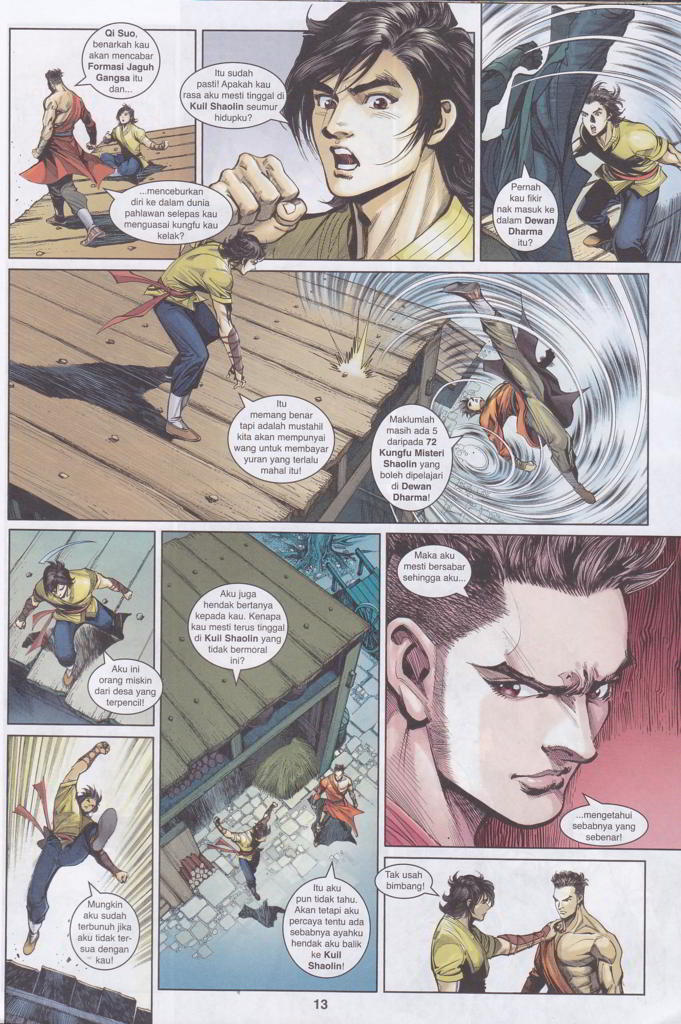 Qi Suo,
benarkah kau
akan mencabar
Formasi Jaguh
Gangsa itu
dan...
...menceburkan
diri ke dalam dunia
pahlawan selepas kau
menguasai kungfu kau
kelak?
Itu sudah
pasti! Apakah kau
rasa aku mesti tinggal di
Kuil Shaolin seumur
hidupku?
Pernah
kau fikir
nak masuk ke
dalam Dewan
Dharma
itu?
Itu
memang benar
tapi adalah mustahil
kita akan mempunyai
wang untuk membayar
yuran yang terlalu
mahal itu!
Maklumlah
masih ada 5
daripada 72
Kungfu Misteri
Shaolin yang
boleh dipelajari
di Dewan
Dharma!
Aku ini
orang miskin
dari desa yang
terpencil!
Mungkin
aku sudah
terbunuh jika
aku tidak ter-
sua dengan
kau!
Aku juga
hendak bertanya
kepada kau. Kenapa
kau mesti terus tinggal
di Kuil Shaolin yang
tidak bermoral
ini?
Itu aku
pun tidak tahu.
Akan tetapi aku
percaya tentu ada
sebabnya ayahku
hendak aku balik
ke Kuil
Shaolin!
Maka aku
mesti bersabar
sehingga aku...
...mengetahui
sebabnya yang
sebenar!
Tak usah
bimbang!
13